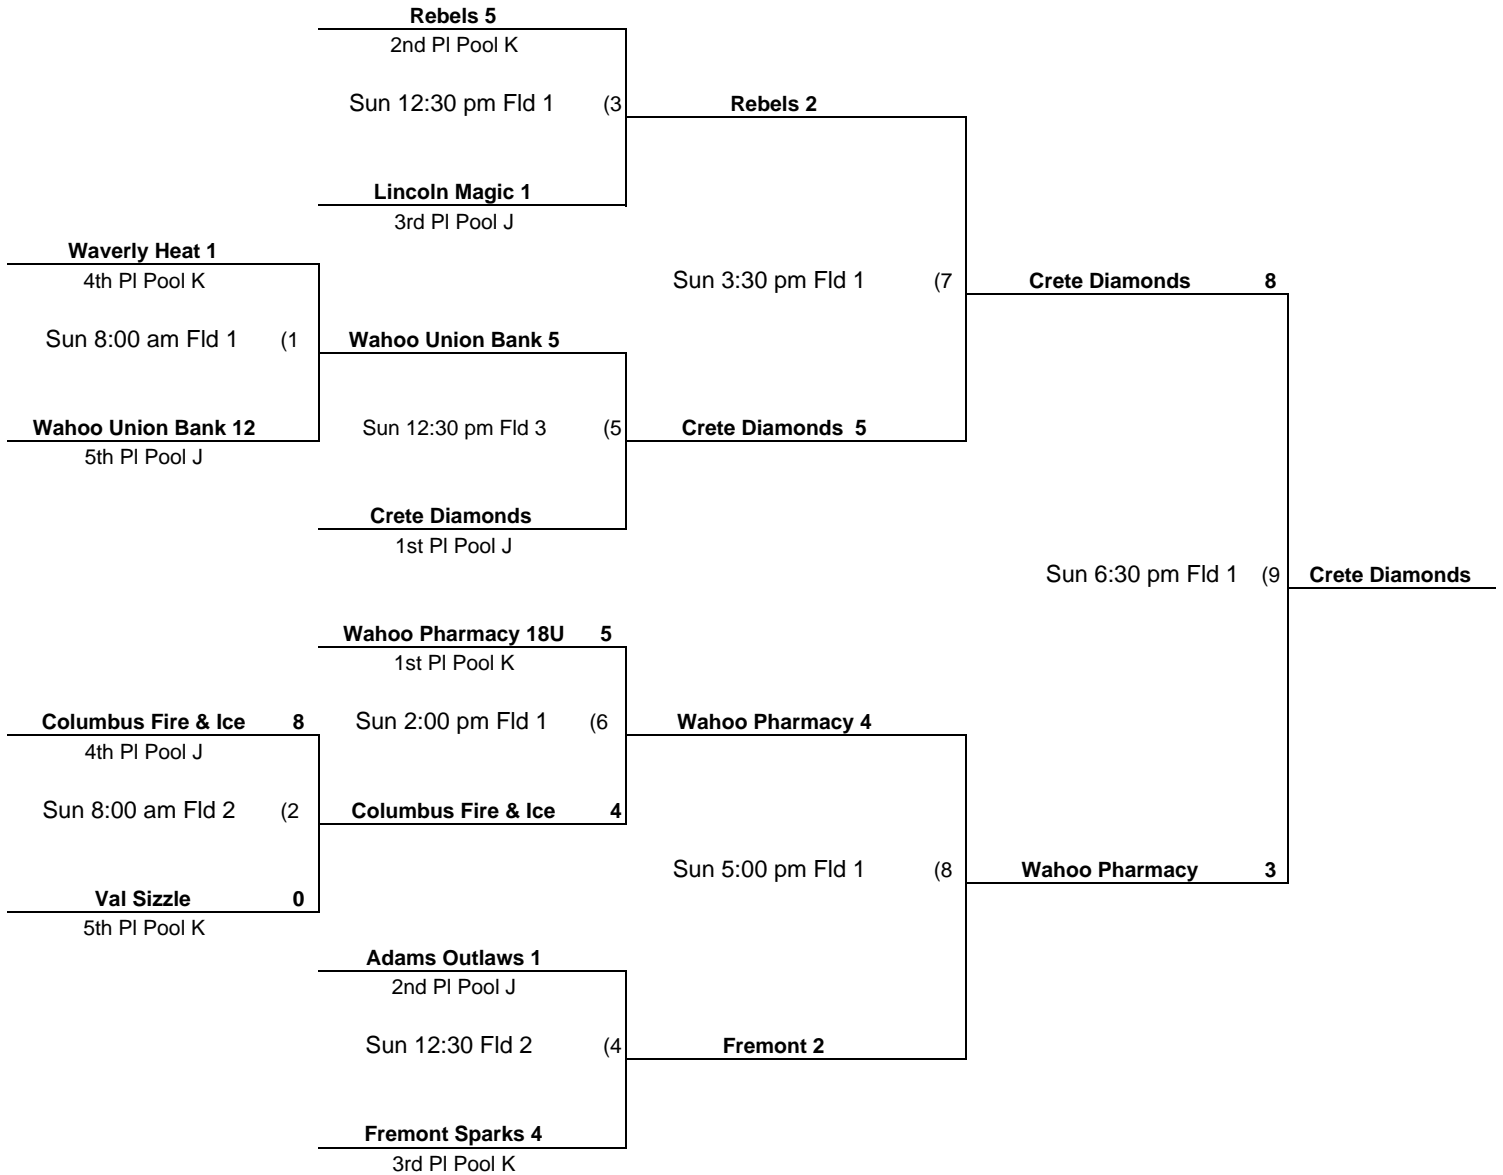 Rebels 5
2nd Pl Pool K
Sun 12:30 pm Fld 1 (3 Rebels 2
Lincoln Magic 1
3rd Pl Pool J
Waverly Heat 1
4th Pl Pool K Sun 3:30 pm Fld 1 (7 Crete Diamonds 8
Sun 8:00 am Fld 1 (1 Wahoo Union Bank 5
Wahoo Union Bank 12 Sun 12:30 pm Fld 3 (5 Crete Diamonds 5
5th Pl Pool J
Crete Diamonds
1st Pl Pool J
Sun 6:30 pm Fld 1 (9 Crete Diamonds
Wahoo Pharmacy 18U 5
1st Pl Pool K
Columbus Fire & Ice 8 Sun 2:00 pm Fld 1 (6 Wahoo Pharmacy 4
4th Pl Pool J
Sun 8:00 am Fld 2 (2 Columbus Fire & Ice 4
Sun 5:00 pm Fld 1 (8 Wahoo Pharmacy 3
Val Sizzle 0
5th Pl Pool K
Adams Outlaws 1
2nd Pl Pool J
Sun 12:30 Fld 2 (4 Fremont 2
Fremont Sparks 4
3rd Pl Pool K